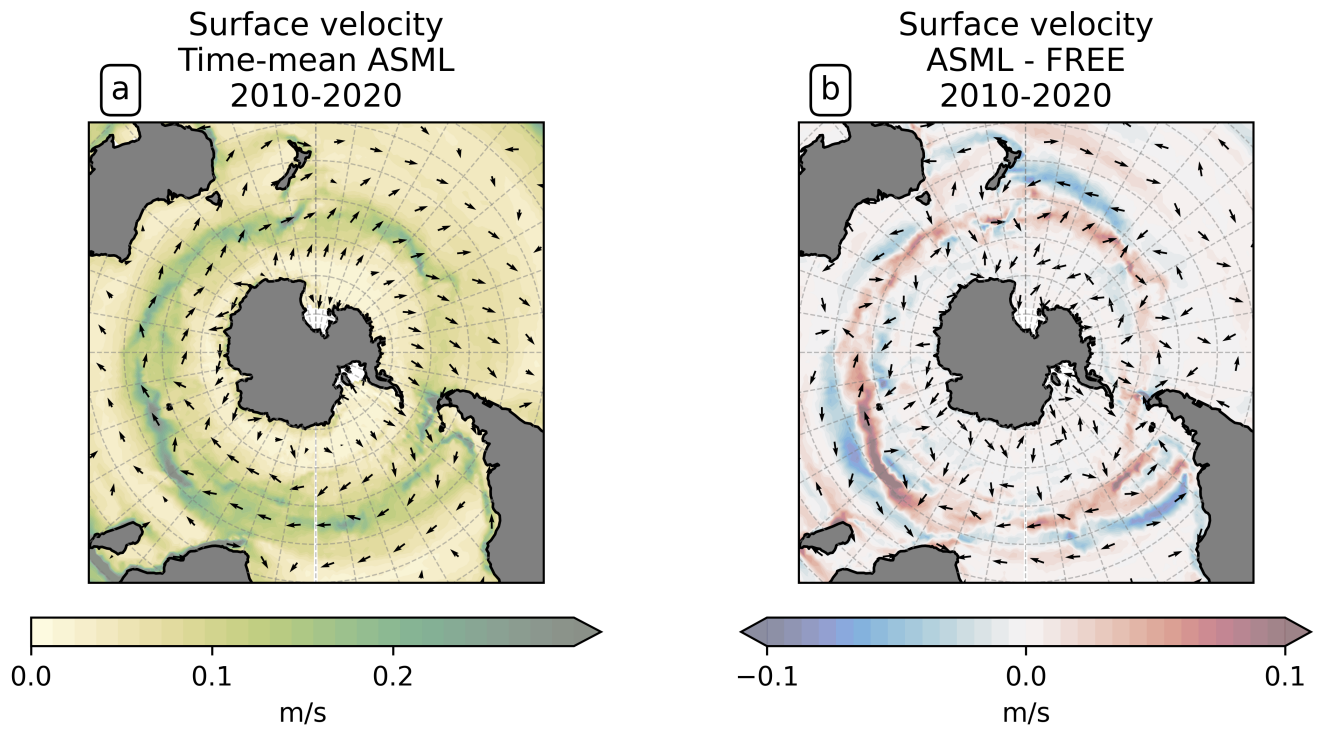 Surface velocity
Time-mean ASML
2010-2020
a
0.0 0.1 0.2
m/s
Surface velocity
ASML - FREE
2010-2020
b
−0.1 0.0 0.1
m/s